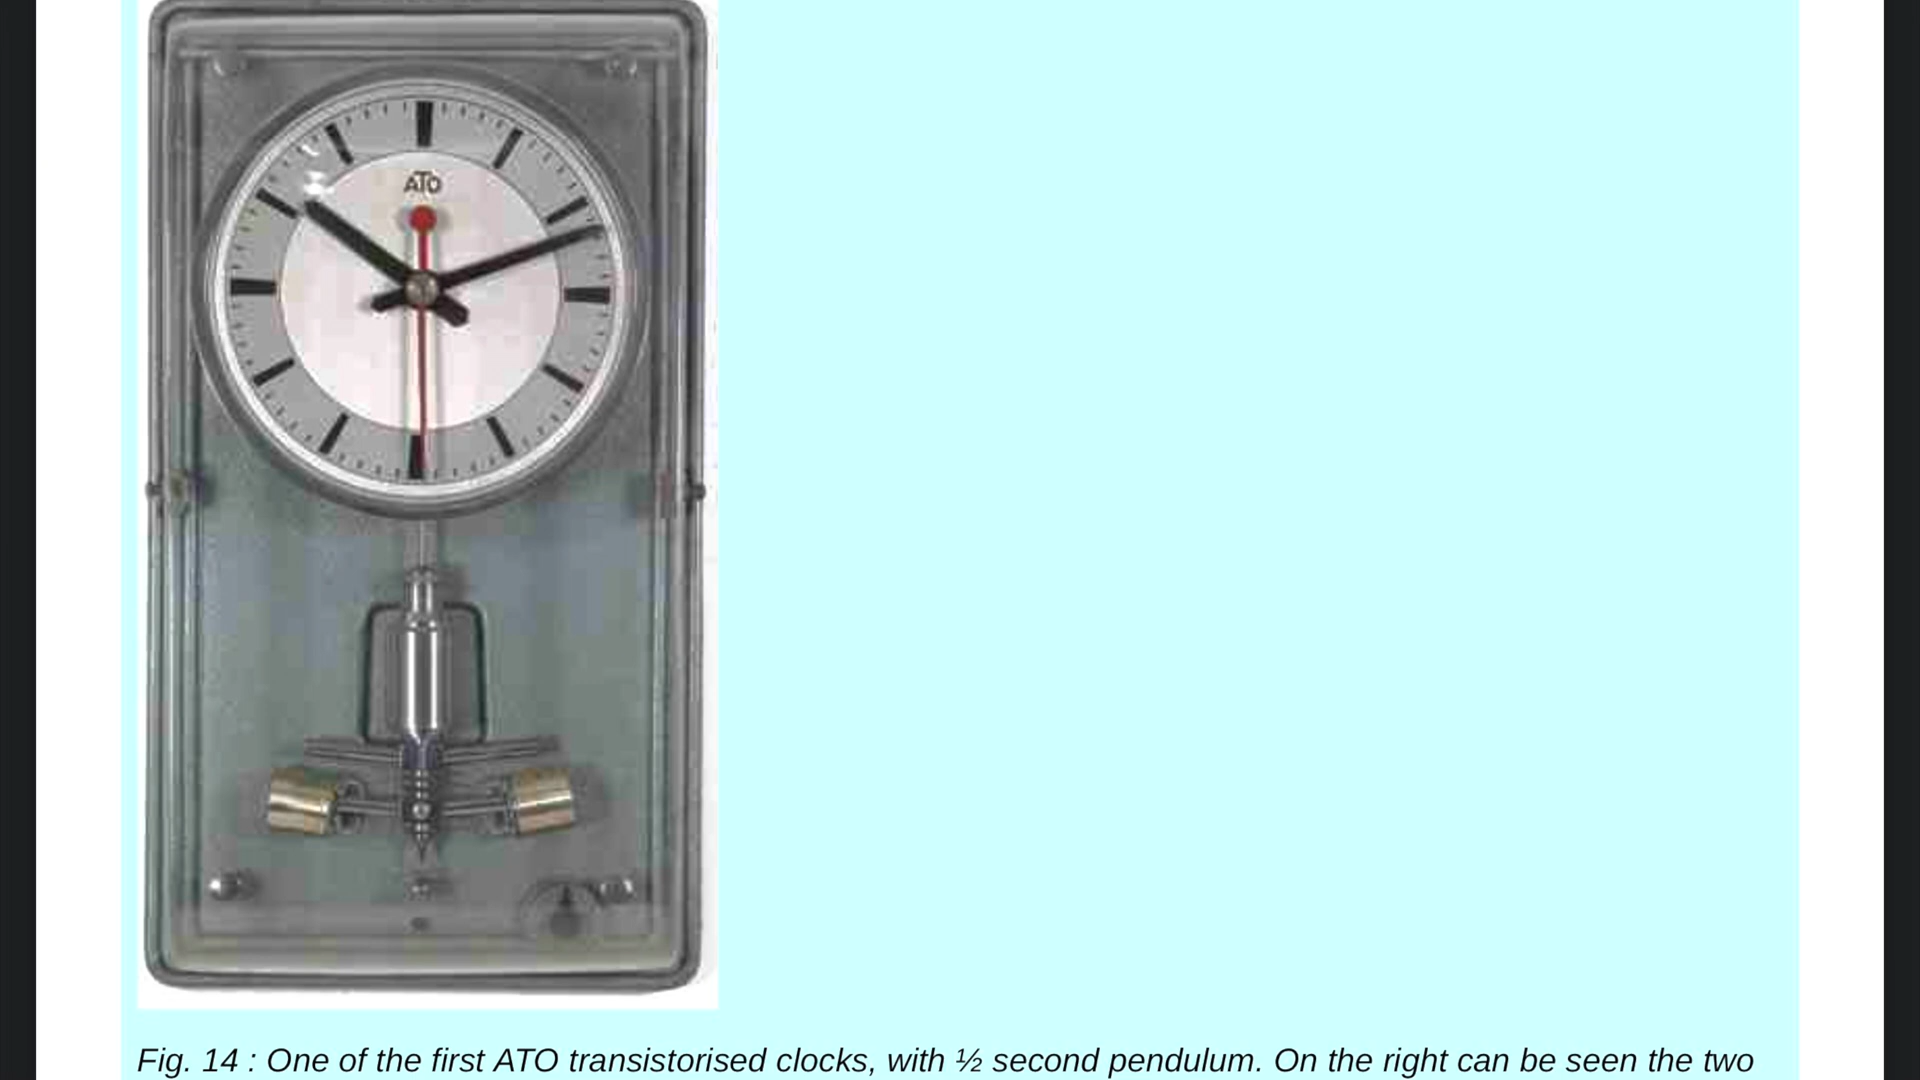 ATO
Fig. 14 : One of the first ATO transistorised clocks, with ½ second pendulum. On the right can be seen the two